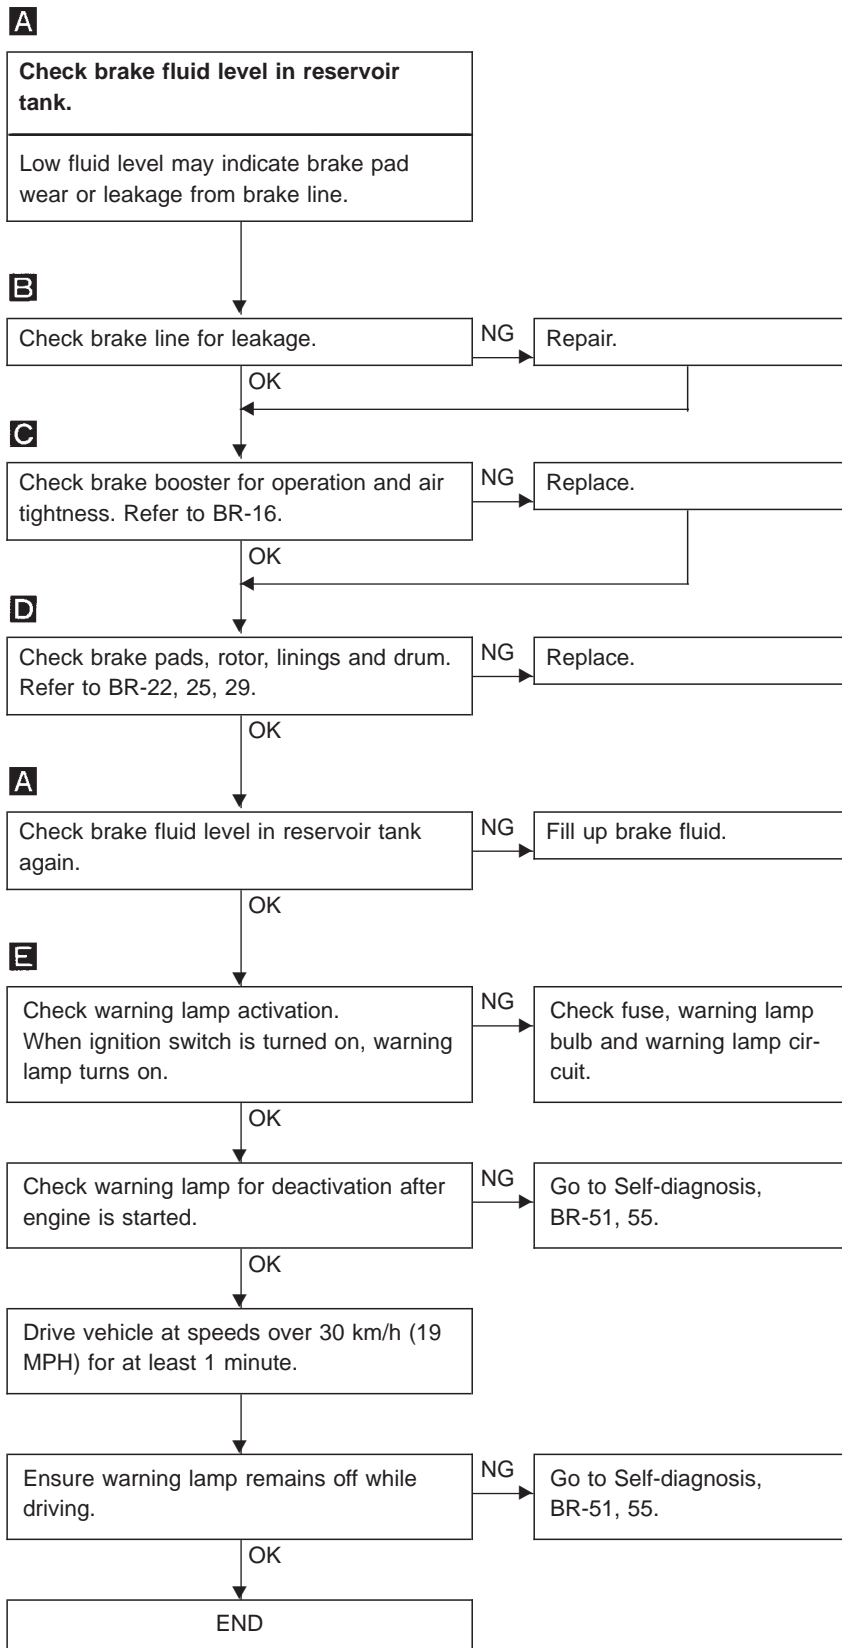 A
Check brake fluid level in reservoir
tank.
Low fluid level may indicate brake pad
wear or leakage from brake line.
B
Check brake line for leakage.
NG
Repair.
OK
C
Check brake booster for operation and air
tightness. Refer to BR-16.
NG
Replace.
OK
D
Check brake pads, rotor, linings and drum.
Refer to BR-22, 25, 29.
NG
Replace.
OK
A
Check brake fluid level in reservoir tank
again.
NG
Fill up brake fluid.
OK
E
Check warning lamp activation.
When ignition switch is turned on, warning
lamp turns on.
NG
Check fuse, warning lamp
bulb and warning lamp cir-
cuit.
OK
Check warning lamp for deactivation after
engine is started.
NG
Go to Self-diagnosis,
BR-51, 55.
OK
Drive vehicle at speeds over 30 km/h (19
MPH) for at least 1 minute.
Ensure warning lamp remains off while
driving.
NG
Go to Self-diagnosis,
BR-51, 55.
OK
END